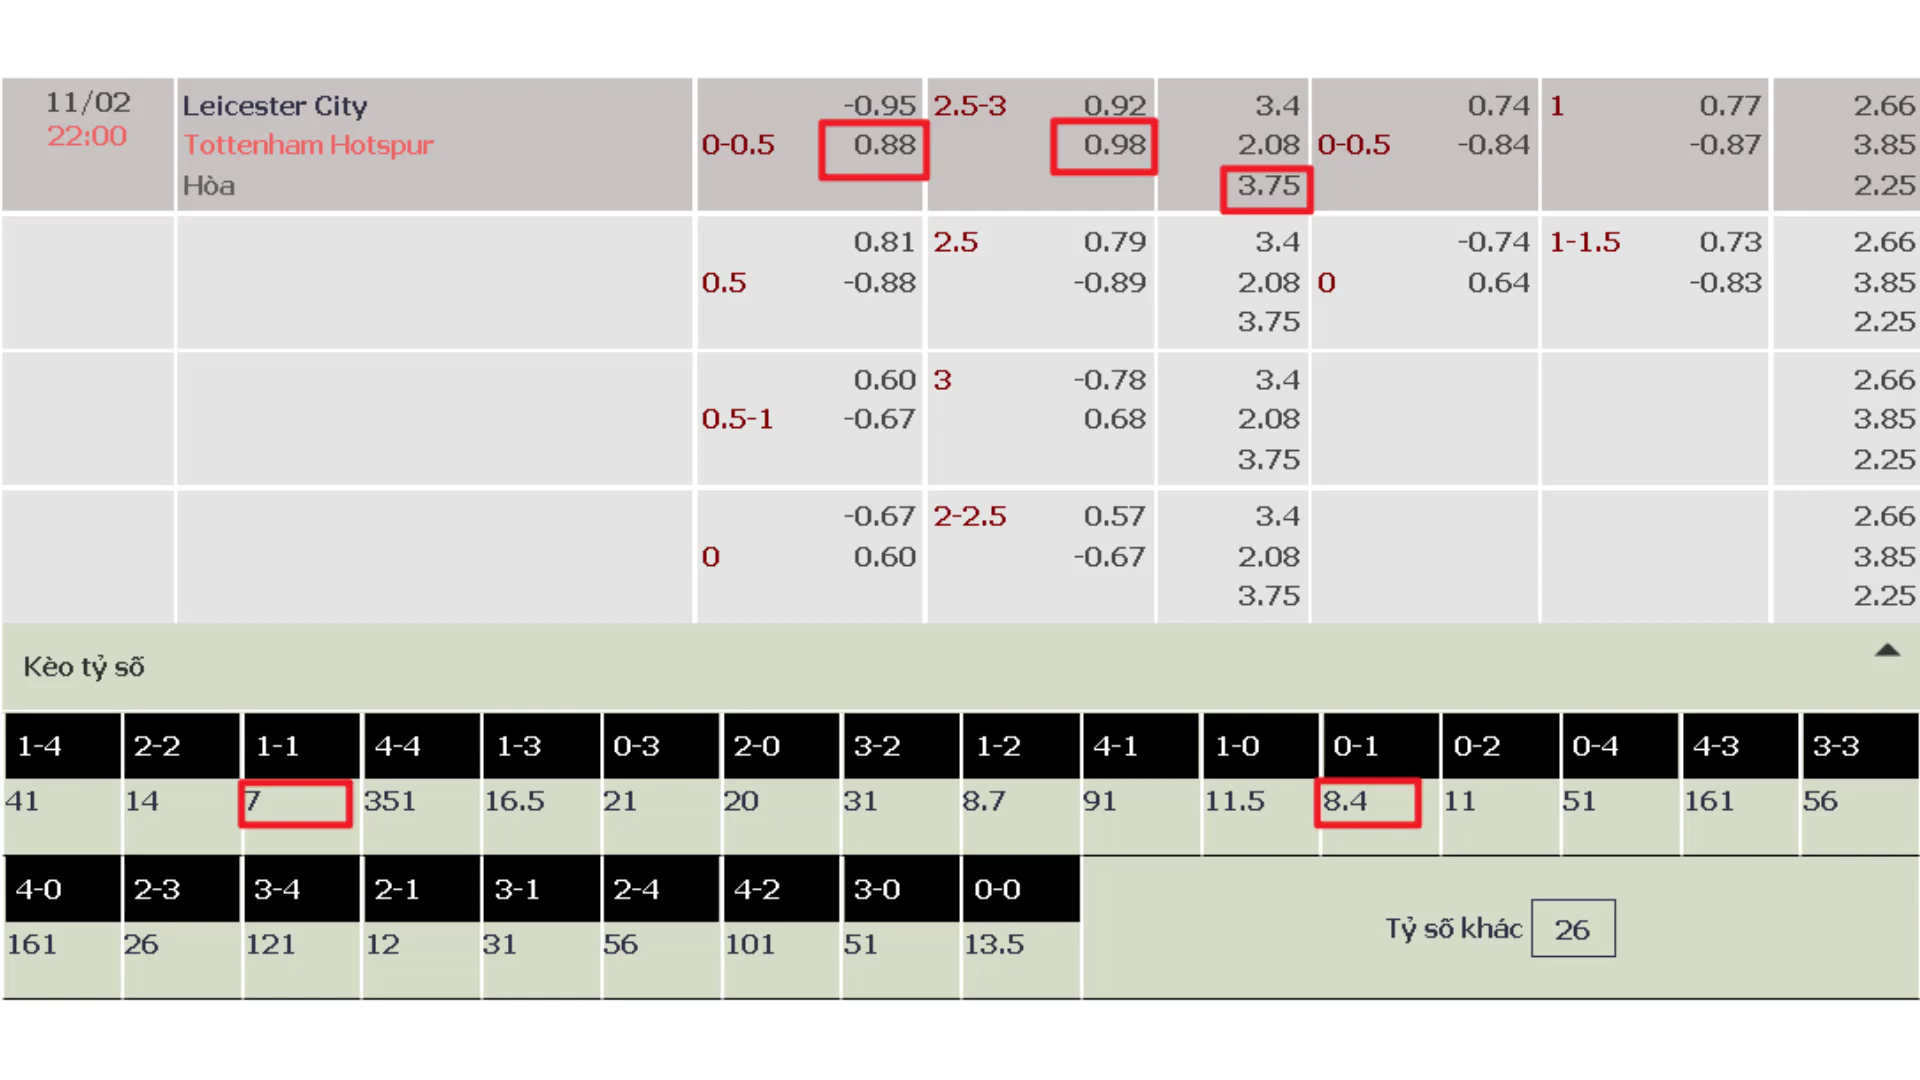 11/02 Leicester City -0.95 2.5-3 0.92 3.4 0.74 1 0.77 2.66
22:00 Tottenham Hotspur 0-0.5 0.88 0.98 2.08 0-0.5 -0.84 -0.87 3.85
Hòa 3.75 2.25
0.81 2.5 0.79 3.4 -0.74 1-1.5 0.73 2.66
0.5 -0.88 -0.89 2.08 0 0.64 -0.83 3.85
3.75 2.25
0.60 3 -0.78 3.4 2.66
0.5-1 -0.67 0.68 2.08 3.85
3.75 2.25
-0.67 2-2.5 0.57 3.4 2.66
0 0.60 -0.67 2.08 3.85
3.75 2.25
Kèo tỷ số
1-4 2-2 1-1 4-4 1-3 0-3 2-0 3-2 1-2 4-1 1-0 0-1 0-2 0-4 4-3 3-3
41 14 7 351 16.5 21 20 31 8.7 91 11.5 8.4 11 51 161 56
4-0 2-3 3-4 2-1 3-1 2-4 4-2 3-0 0-0
Tỷ số khác 26
161 26 121 12 31 56 101 51 13.5